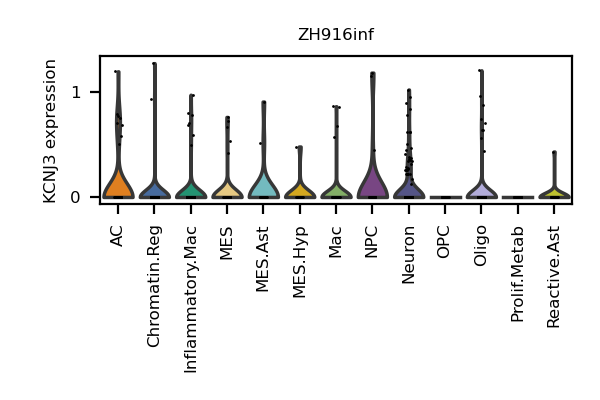 ZH916inf
KCNJ3 expression
1
0
AC
Chromatin.Reg
Inflammatory.Mac
MES
MES.Ast
MES.Hyp
Mac
NPC
Neuron
OPC
Oligo
Prolif.Metab
Reactive.Ast